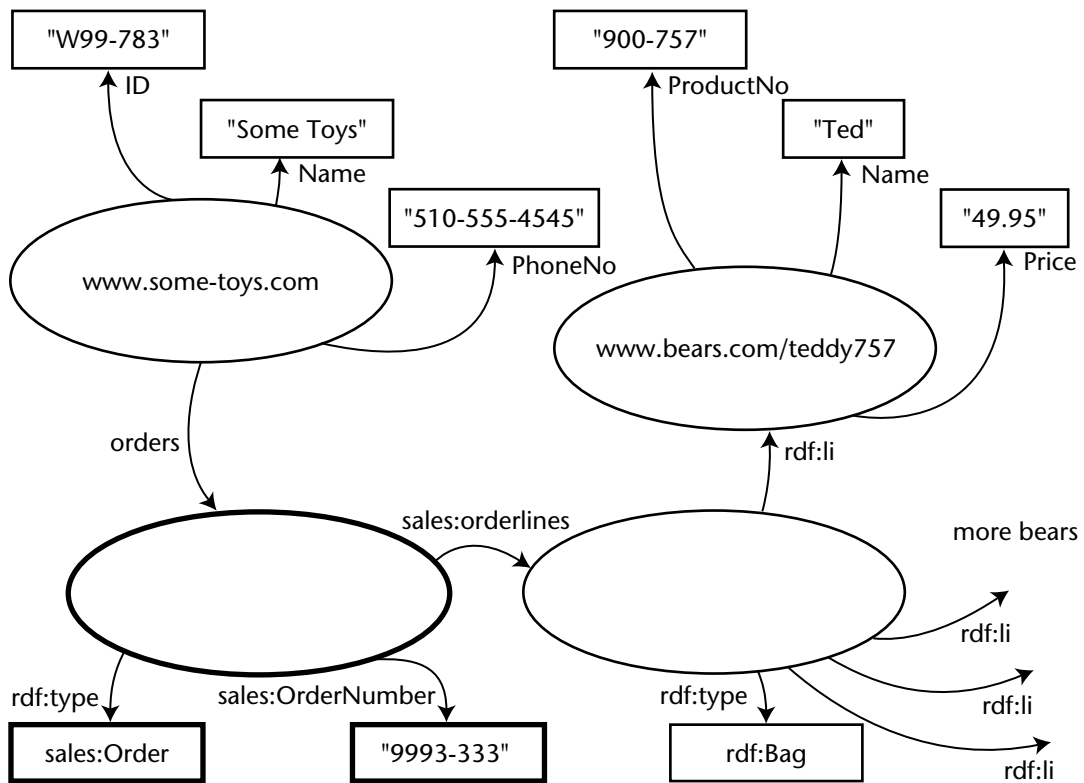 "W99-783"
"900-757"
ID
ProductNo
"Some Toys"
"Ted"
Name
Name
"510-555-4545"
"49.95"
PhoneNo
Price
www.some-toys.com
www.bears.com/teddy757
orders
rdf:li
sales:orderlines
more bears
rdf:li
rdf:type
sales:OrderNumber
rdf:type
rdf:li
sales:Order
"9993-333"
rdf:Bag
rdf:li